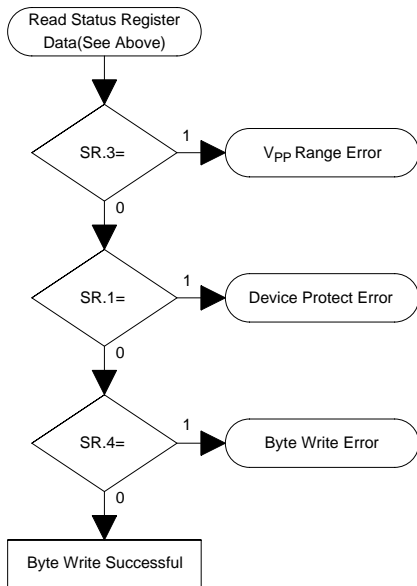 Read Status Register
Data(See Above)
SR.3=
1
VPP Range Error
0
SR.1=
1
Device Protect Error
0
SR.4=
1
Byte Write Error
0
Byte Write Successful